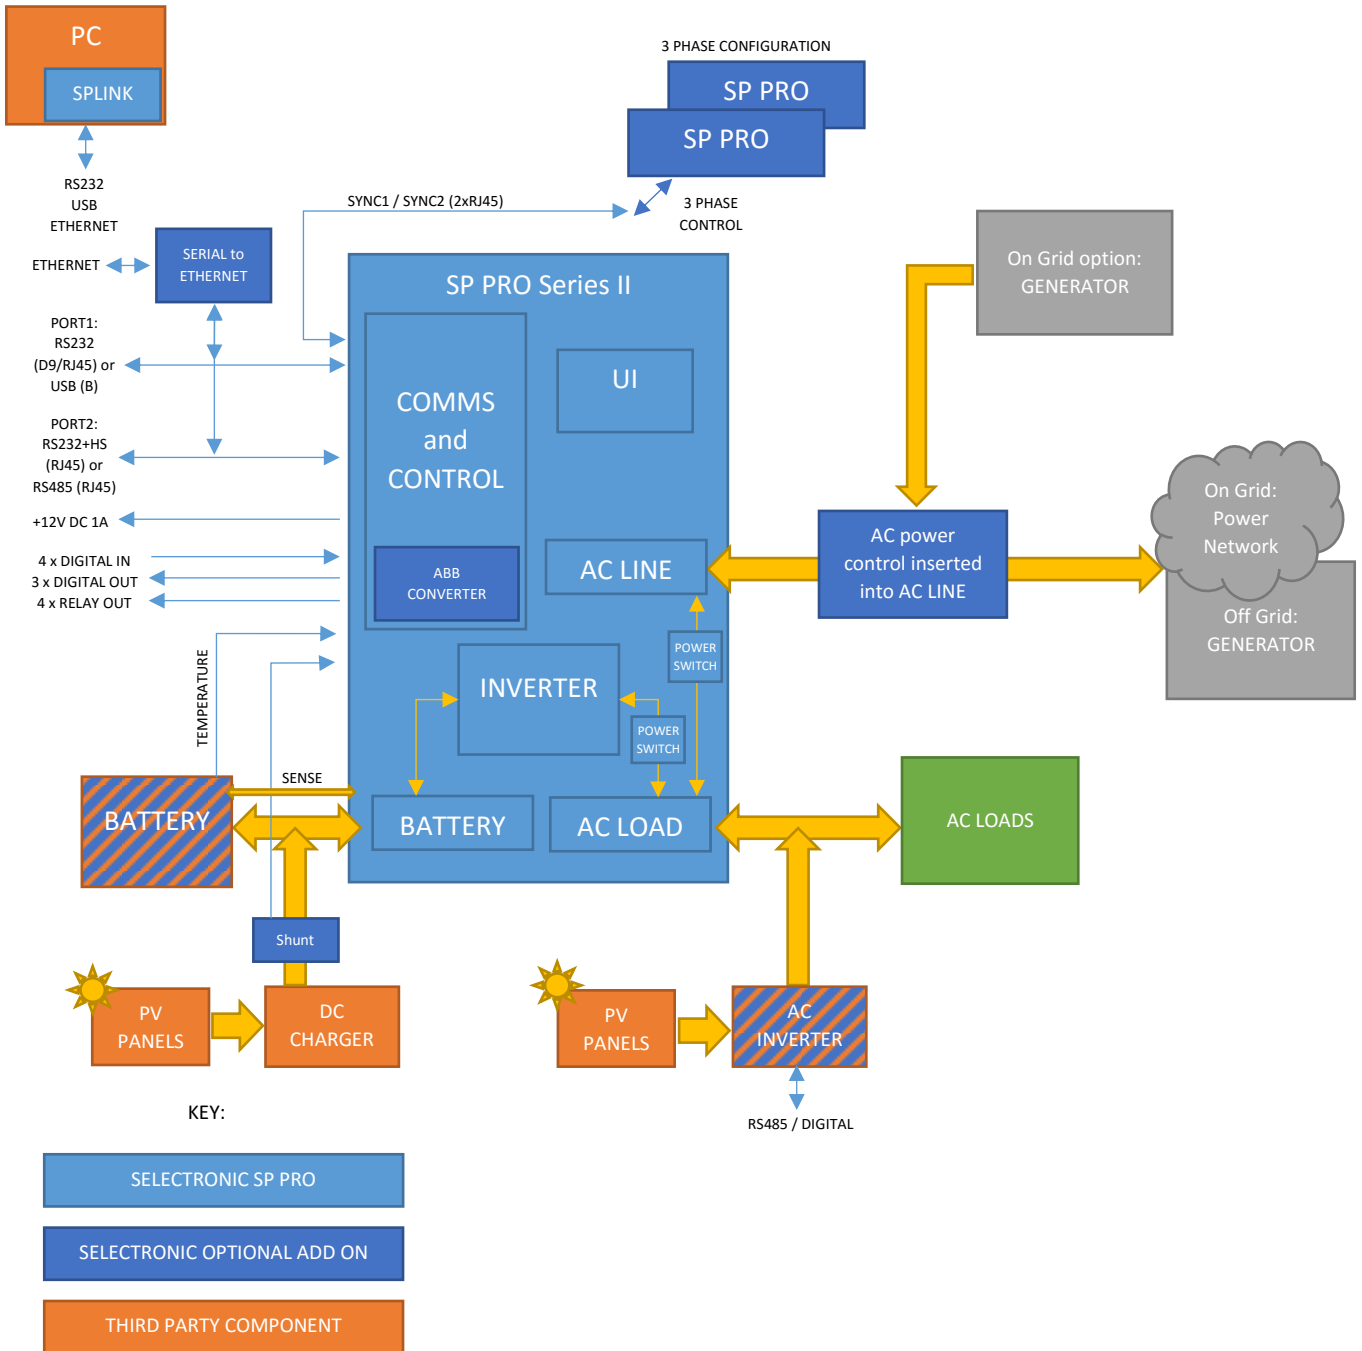 PC
SPLINK
RS232
USB
ETHERNET
3 PHASE CONFIGURATION
SP PRO
SP PRO
SYNC1 / SYNC2 (2xRJ45)
3 PHASE
CONTROL
ETHERNET
SERIAL to
ETHERNET
PORT1:
RS232
(D9/RJ45) or
USB (B)
PORT2:
RS232+HS
(RJ45) or
RS485 (RJ45)
+12V DC 1A
4 x DIGITAL IN
3 x DIGITAL OUT
4 x RELAY OUT
TEMPERATURE
SP PRO Series II
COMMS
and
CONTROL
UI
ABB
CONVERTER
AC LINE
POWER
SWITCH
INVERTER
POWER
SWITCH
BATTERY
AC LOAD
On Grid option:
GENERATOR
AC power
control inserted
into AC LINE
On Grid:
Power
Network
Off Grid:
GENERATOR
SENSE
BATTERY
AC LOADS
Shunt
PV
PANELS
DC
CHARGER
PV
PANELS
AC
INVERTER
RS485 / DIGITAL
KEY:
SELECTRONIC SP PRO
SELECTRONIC OPTIONAL ADD ON
THIRD PARTY COMPONENT